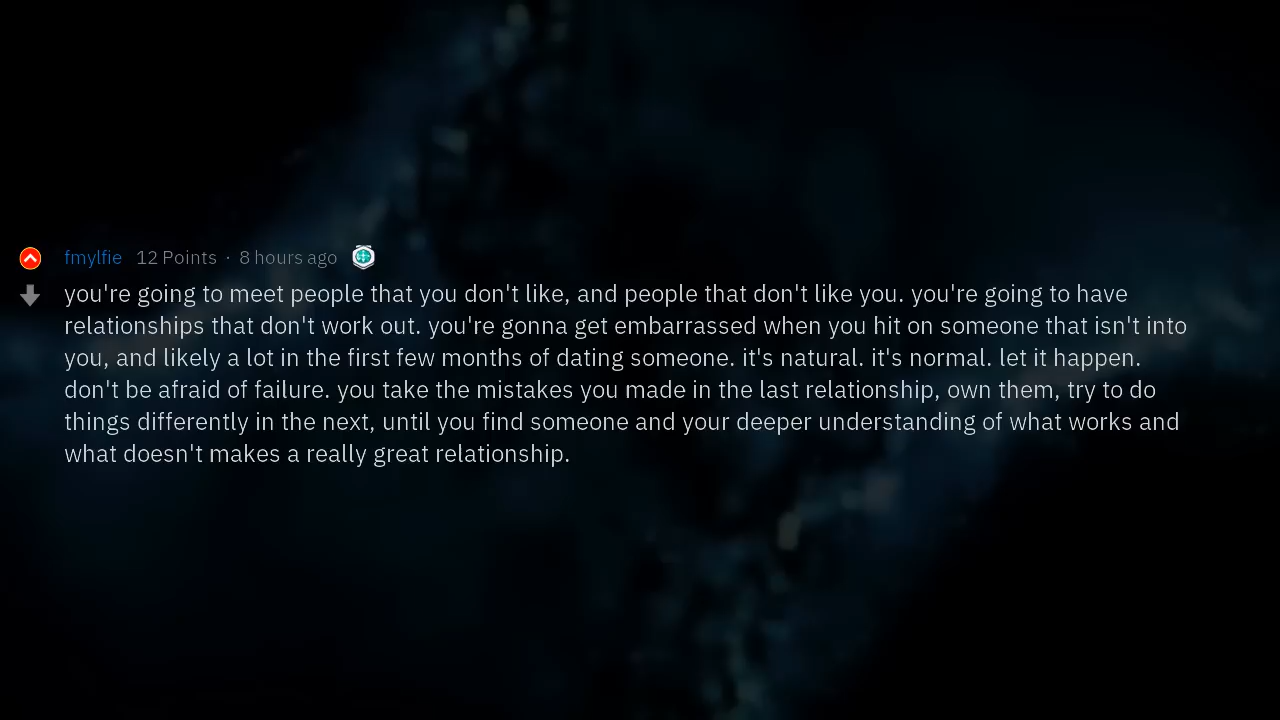 fmylfie 12 Points · 8 hours ago
you're going to meet people that you don't like, and people that don't like you. you're going to have
relationships that don't work out. you're gonna get embarrassed when you hit on someone that isn't into
you, and likely a lot in the first few months of dating someone. it's natural. it's normal. let it happen.
don't be afraid of failure. you take the mistakes you made in the last relationship, own them, try to do
things differently in the next, until you find someone and your deeper understanding of what works and
what doesn't makes a really great relationship.